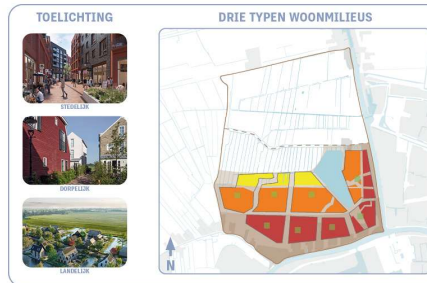 TOELICHTING
DRIE TYPEN WOONMILIEUS
STEDELIJK
DORPELIJK
LANDELIJK
N